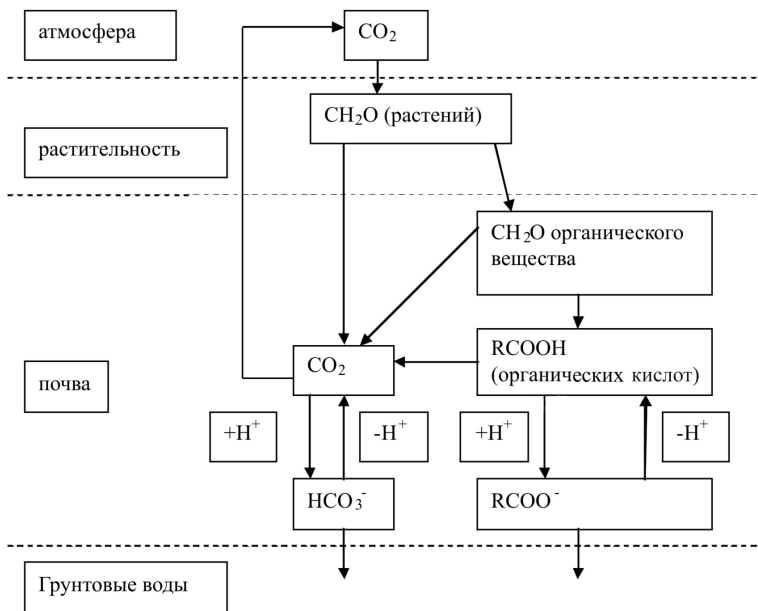 атмосфера
CO₂
CH₂O (растений)
растительность
CH₂O органического
вещества
CO₂
RCOOH
(органических кислот)
почва
+H⁺
-H⁺
+H⁺
-H⁺
HCO₃⁻
RCOO⁻
Грунтовые воды